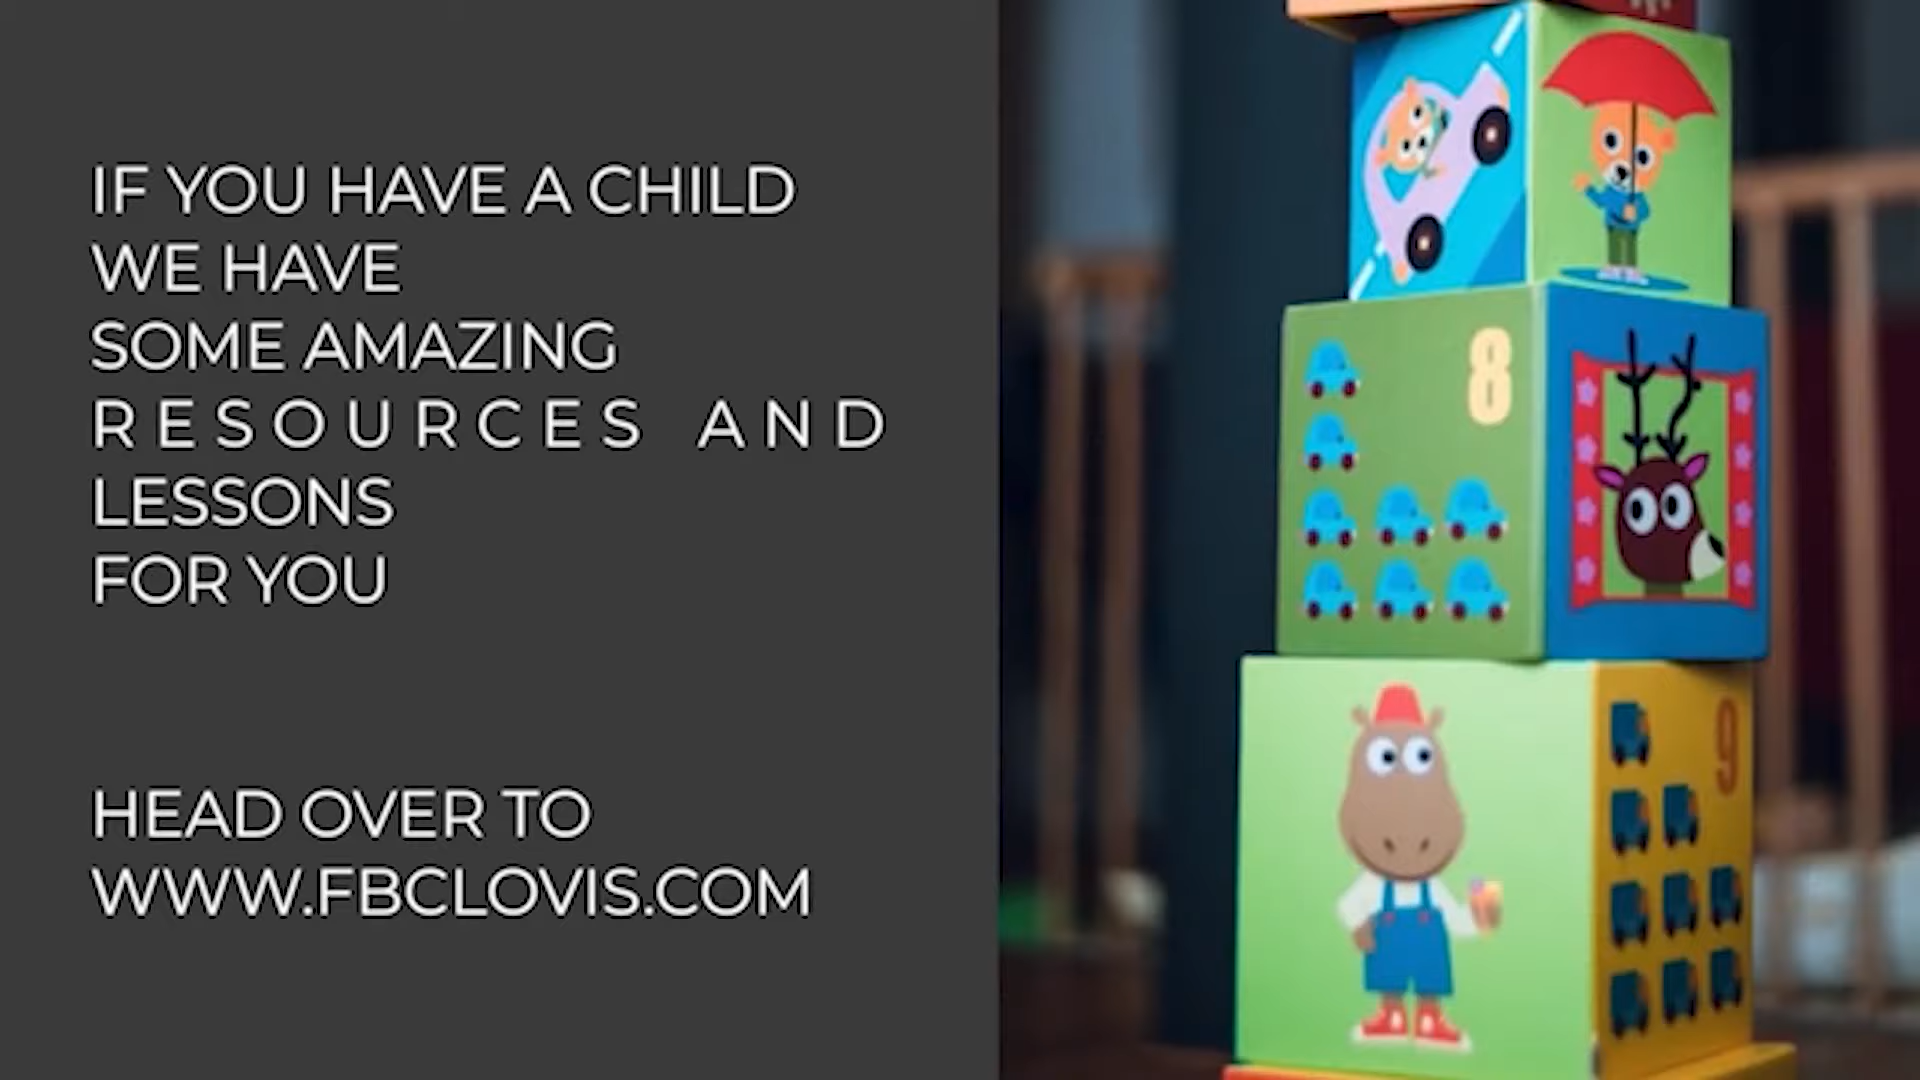 IF YOU HAVE A CHILD
WE HAVE
SOME AMAZING
RESOURCES AND
LESSONS
FOR YOU
HEAD OVER TO
WWW.FBCLOVIS.COM
8
9